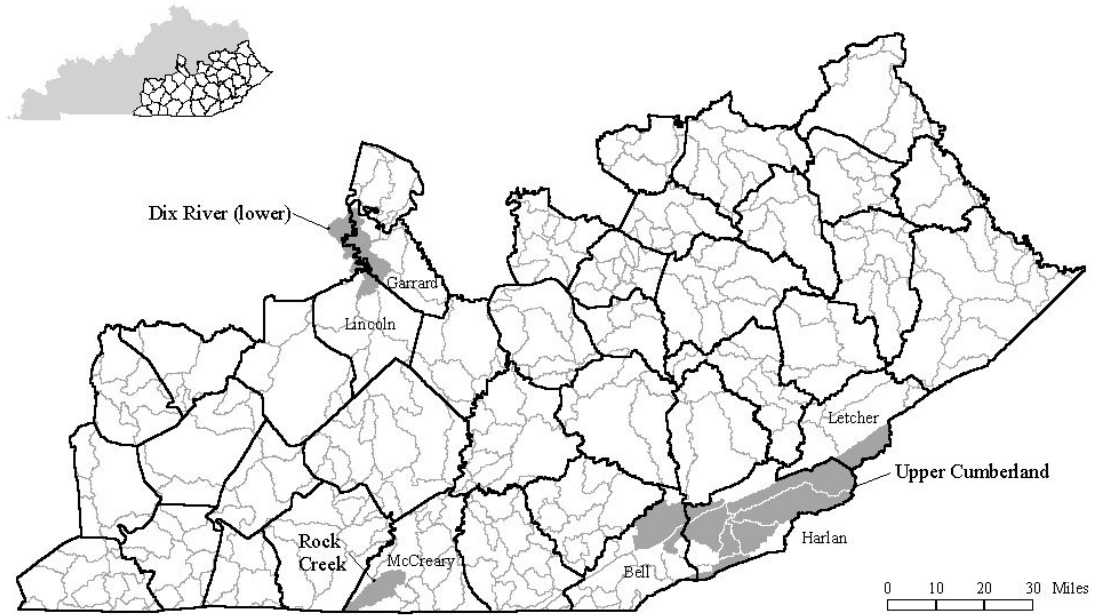 Dix River (lower)
Garrard
Lincoln
Letcher
Upper Cumberland
Rock
Creek
McCreary
Harlan
Bell
0 10 20 30 Miles